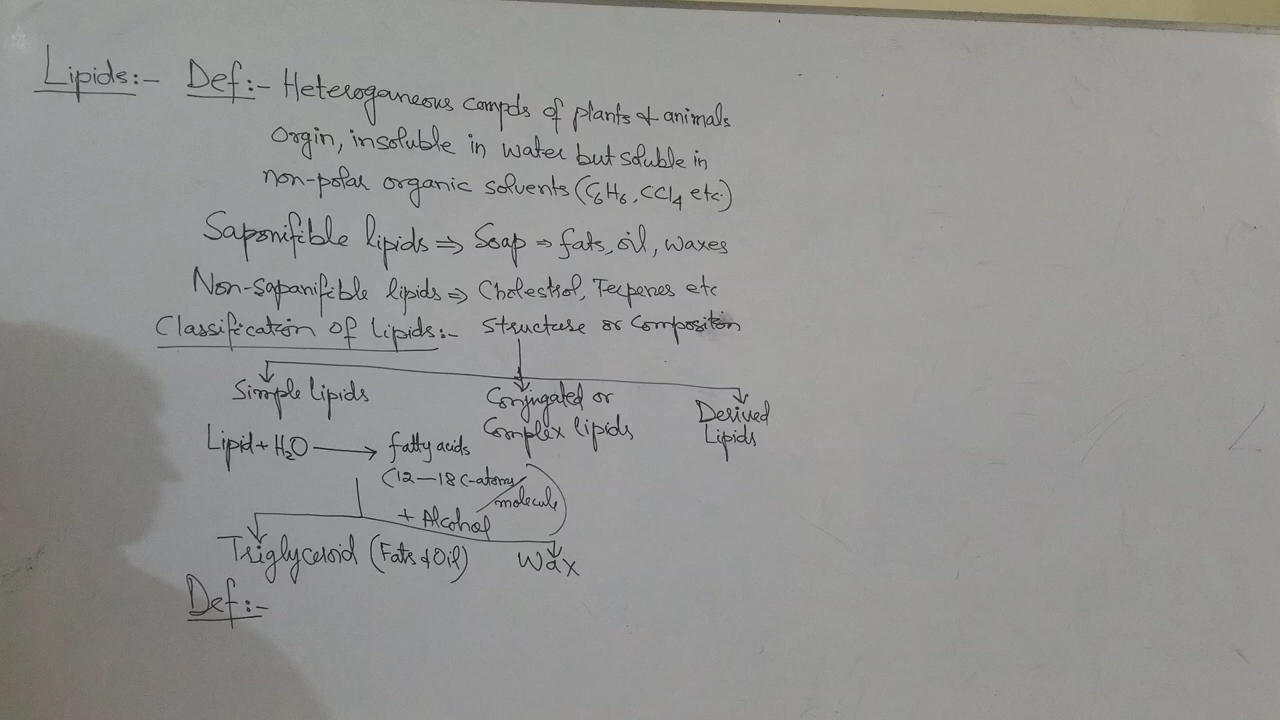 Lipids:- Def:- Heteroganeous compds of plants & animals
Orgin, insoluble in water but soluble in
non-polar organic solvents (C6H6, CCl4 etc.)
Saponifible lipids ⇒ Soap ⇒ fats, oil, waxes
Non-sapanifible lipids ⇒ Cholestrol, Terpenes etc
Classification of lipids:- Structure or Compositon
Simple lipids Conjugated or Derived
Complex lipids Lipids
Lipid + H2O → fatty acids
(12-18 C-atoms/
molecule)
+ Alcohol
Triglyceroid (Fats & Oil) Wax
Def:-